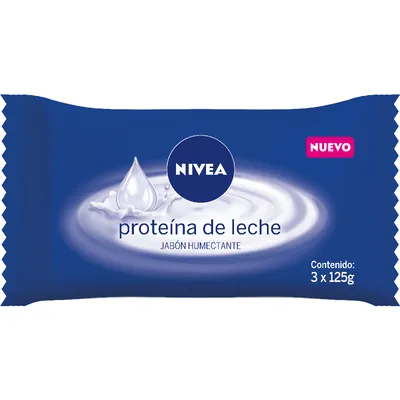 NUEVO
NIVEA
proteína de leche
JABÓN HUMECTANTE
Contenido:
3 x 125g